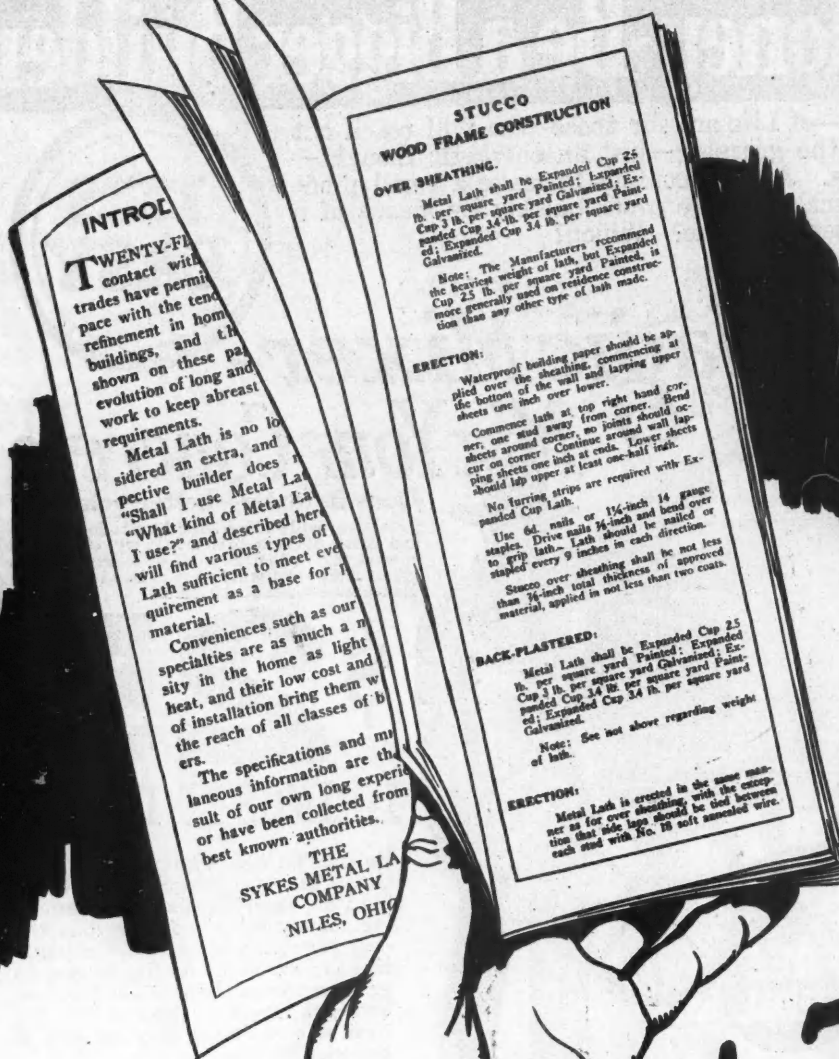 INTROD
TWENTY-FI
contact with
trades have permi
pace with the tend
refinement in hom
buildings, and th
shown on these pa
evolution of long and
work to keep abreast
requirements.
Metal Lath is no lo
sidered an extra, and
pective builder does
"Shall I use Metal La
"What kind of Metal La
I use?" and described here
will find various types of
Lath sufficient to meet eve
quirement as a base for
material.
Conveniences such as our
specialties are as much a n
sity in the home as light
heat, and their low cost and
of installation bring them w
the reach of all classes of b
ers.
The specifications and mi
laneous information are tha
sult of our own long experie
or have been collected from
best known authorities.
THE
SYKES METAL LA
COMPANY
NILES, OHIO
STUCCO
WOOD FRAME CONSTRUCTION
OVER SHEATHING.
Metal Lath shall be Expanded Cup 2.5
lb. per square yard Painted; Expanded
Cup 3 lb. per square yard Galvanized; Ex-
panded Cup 3.4 lb. per square yard Paint-
ed; Expanded Cup 3.4 lb. per square yard
Galvanized.
Note: The Manufacturers recommend
the heaviest weight of lath, but Expanded
Cup 2.5 lb. per square yard Painted, is
more generally used on residence construc-
tion than any other type of lath made.
ERECTION:
Waterproof building paper should be ap-
plied over the sheathing, commencing at
the bottom of the wall and lapping upper
sheets one inch over lower.
Commence lath at top right hand cor-
ner, one stud away from corner. Bend
sheets around corner, no joints should oc-
cur on corner. Continue around wall lap-
ping sheets one inch at ends. Lower sheets
should lap upper at least one-half inch.
No furring strips are required with Ex-
panded Cup Lath.
Use 6d. nails or 1¼-inch 14 gauge
staples. Drive nails ¾-inch and bend over
to grip lath. Lath should be nailed or
stapled every 9 inches in each direction.
Stucco over sheathing shall be not less
than ¾-inch total thickness of approved
material, applied in not less than two coats.
BACK-PLASTERED:
Metal Lath shall be Expanded Cup 2.5
lb. per square yard Painted; Expanded
Cup 3 lb. per square yard Galvanized; Ex-
panded Cup 3.4 lb. per square yard Paint-
ed; Expanded Cup 3.4 lb. per square yard
Galvanized.
Note: See not above regarding weight
of lath.
ERECTION:
Metal Lath is erected in the same man-
ner as for over sheathing, with the excep-
tion that side laps should be tied between
each stud with No. 18 soft annealed wire.